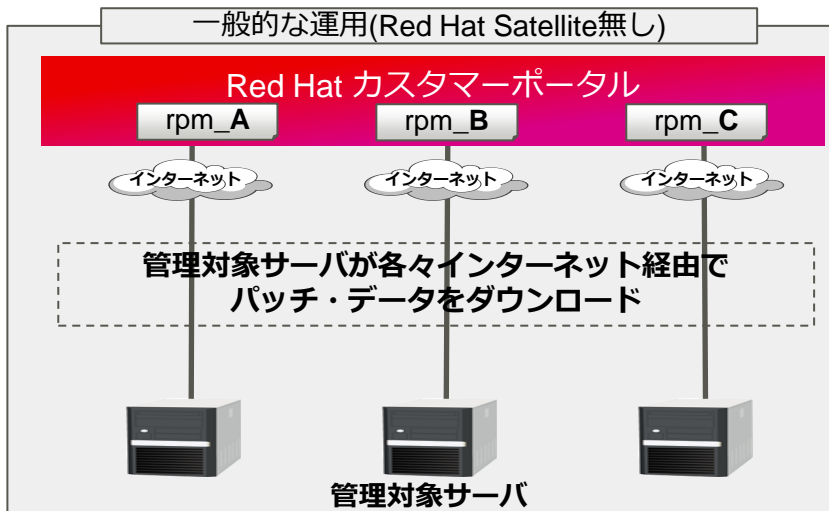 一般的な運用(Red Hat Satellite無し)
Red Hat カスタマーポータル
rpm_A
rpm_B
rpm_C
インターネット
インターネット
インターネット
管理対象サーバが各々インターネット経由で
パッチ・データをダウンロード
管理対象サーバ